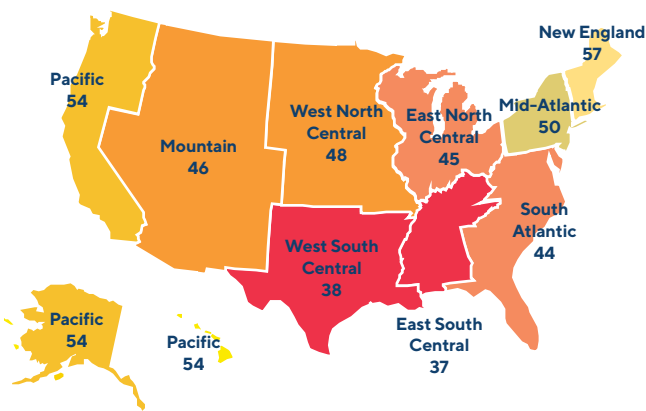 New England
57
Pacific
54
Mid-Atlantic
50
West North
Central
48
East North
Central
45
Mountain
46
South
Atlantic
44
West South
Central
38
Pacific
54
East South
Central
37
Pacific
54